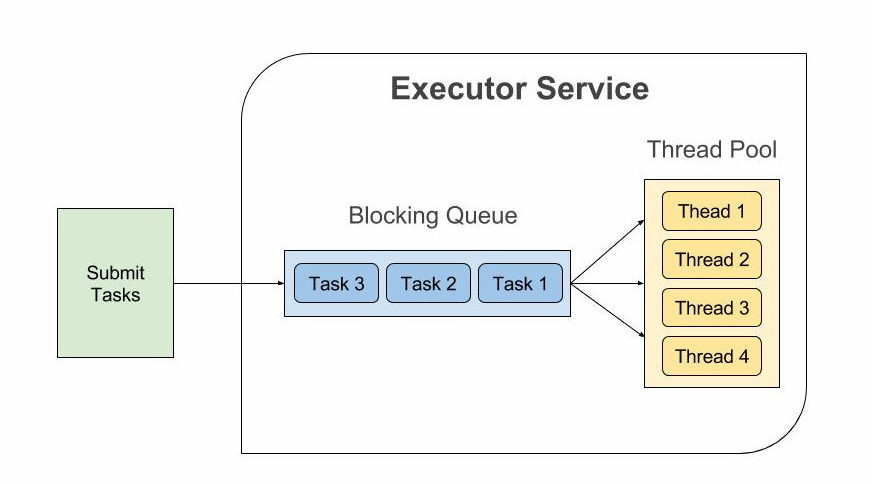 Executor Service
Thread Pool
Blocking Queue
Submit
Tasks
Task 3
Task 2
Task 1
Thead 1
Thread 2
Thread 3
Thread 4